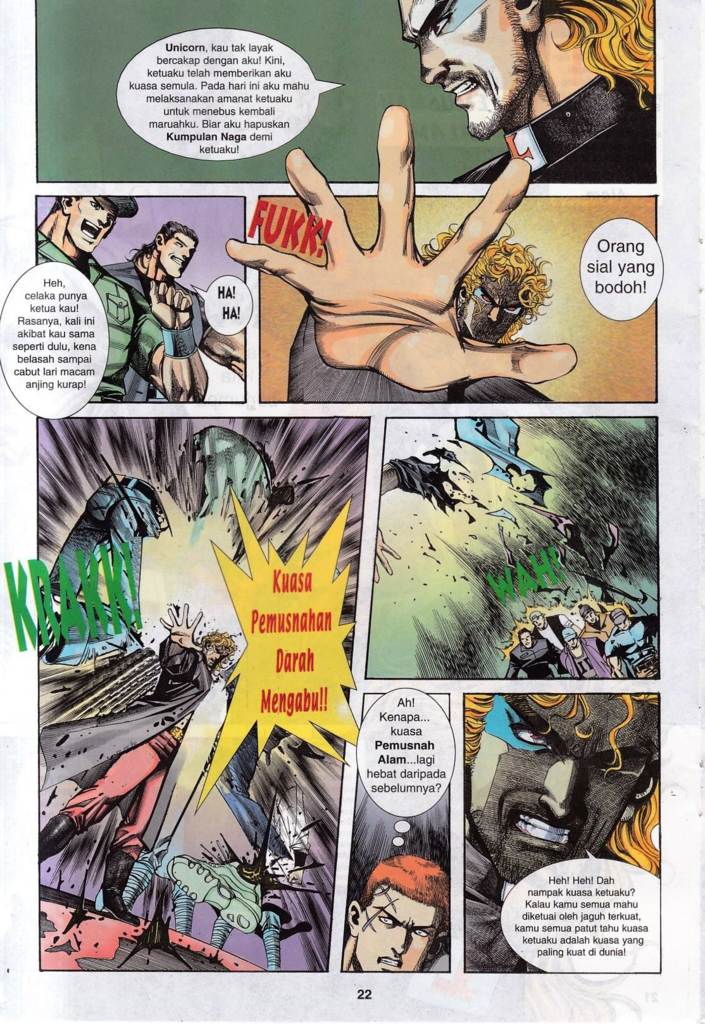 Unicorn, kau tak layak
bercakap dengan aku! Kini,
ketuaku telah memberikan aku
kuasa semula. Pada hari ini aku mahu
melaksanakan amanat ketuaku
untuk menebus kembali
maruahku. Biar aku hapuskan
Kumpulan Naga demi
ketuaku!
Heh,
celaka punya
ketua kau!
Rasanya, kali ini
akibat kau sama
seperti dulu, kena
belasah sampai
cabut lari macam
anjing kurap!
HA!
HA!
FUKK!
Orang
sial yang
bodoh!
KRAKK!
Kuasa
Pemusnahan
Darah
Mengabu!!
WAH!
Ah!
Kenapa...
kuasa
Pemusnah
Alam...lagi
hebat daripada
sebelumnya?
Heh! Heh! Dah
nampak kuasa ketuaku?
Kalau kamu semua mahu
diketuai oleh jaguh terkuat,
kamu semua patut tahu kuasa
ketuaku adalah kuasa yang
paling kuat di dunia!
22